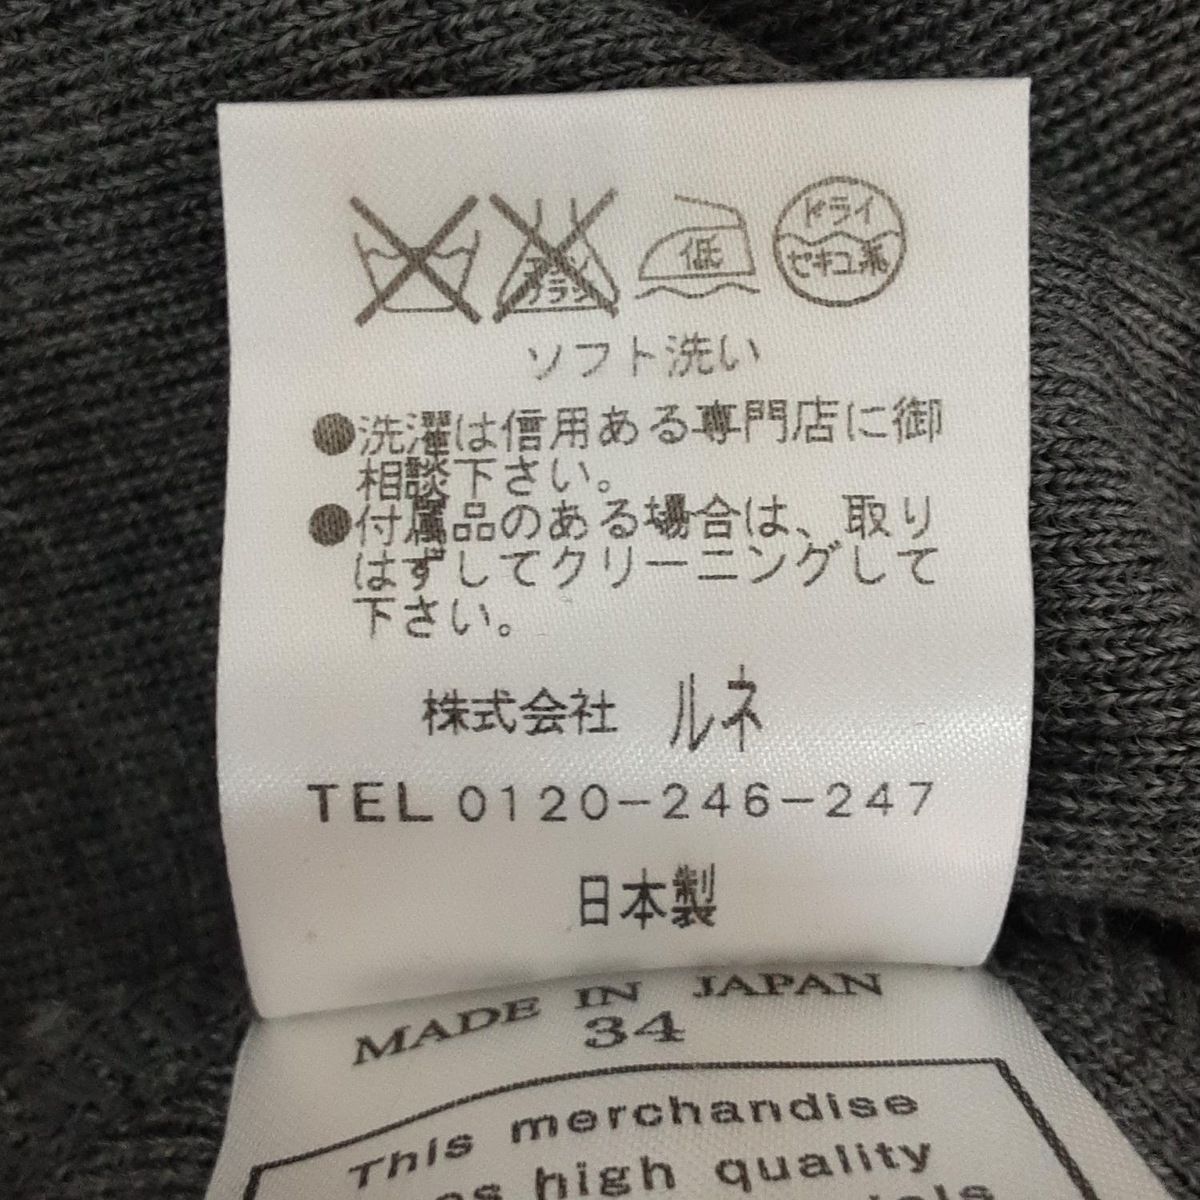 ドライ
低
セキユ系
ソフト洗い
●洗濯は信用ある専門店に御
相談下さい。
●付属品のある場合は、取り
はずしてクリーニングして
下さい。
株式会社 ルネ
TEL 0120-246-247
日本製
MADE IN JAPAN
34
This merchandise
high quality